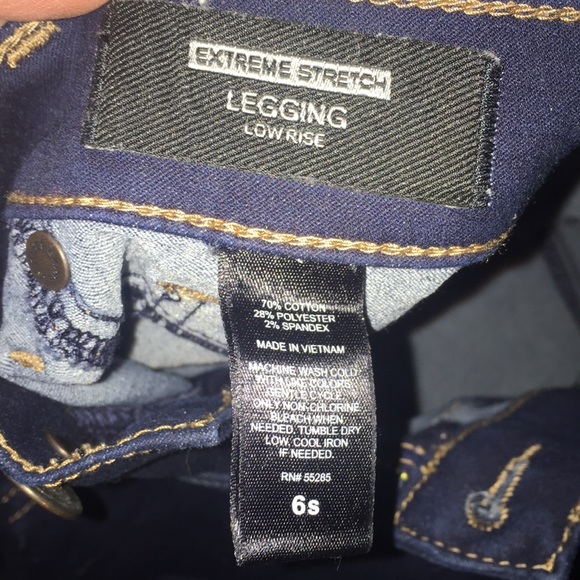 EXTREME STRETCH
LEGGING
LOW RISE
70% COTTON
28% POLYESTER
2% SPANDEX
MADE IN VIETNAM
MACHINE WASH COLD
WITH LIKE COLORS
GENTLE CYCLE
ONLY NON-CHLORINE
BLEACH WHEN
NEEDED. TUMBLE DRY
LOW. COOL IRON
IF NEEDED.
RN# 55285
6s